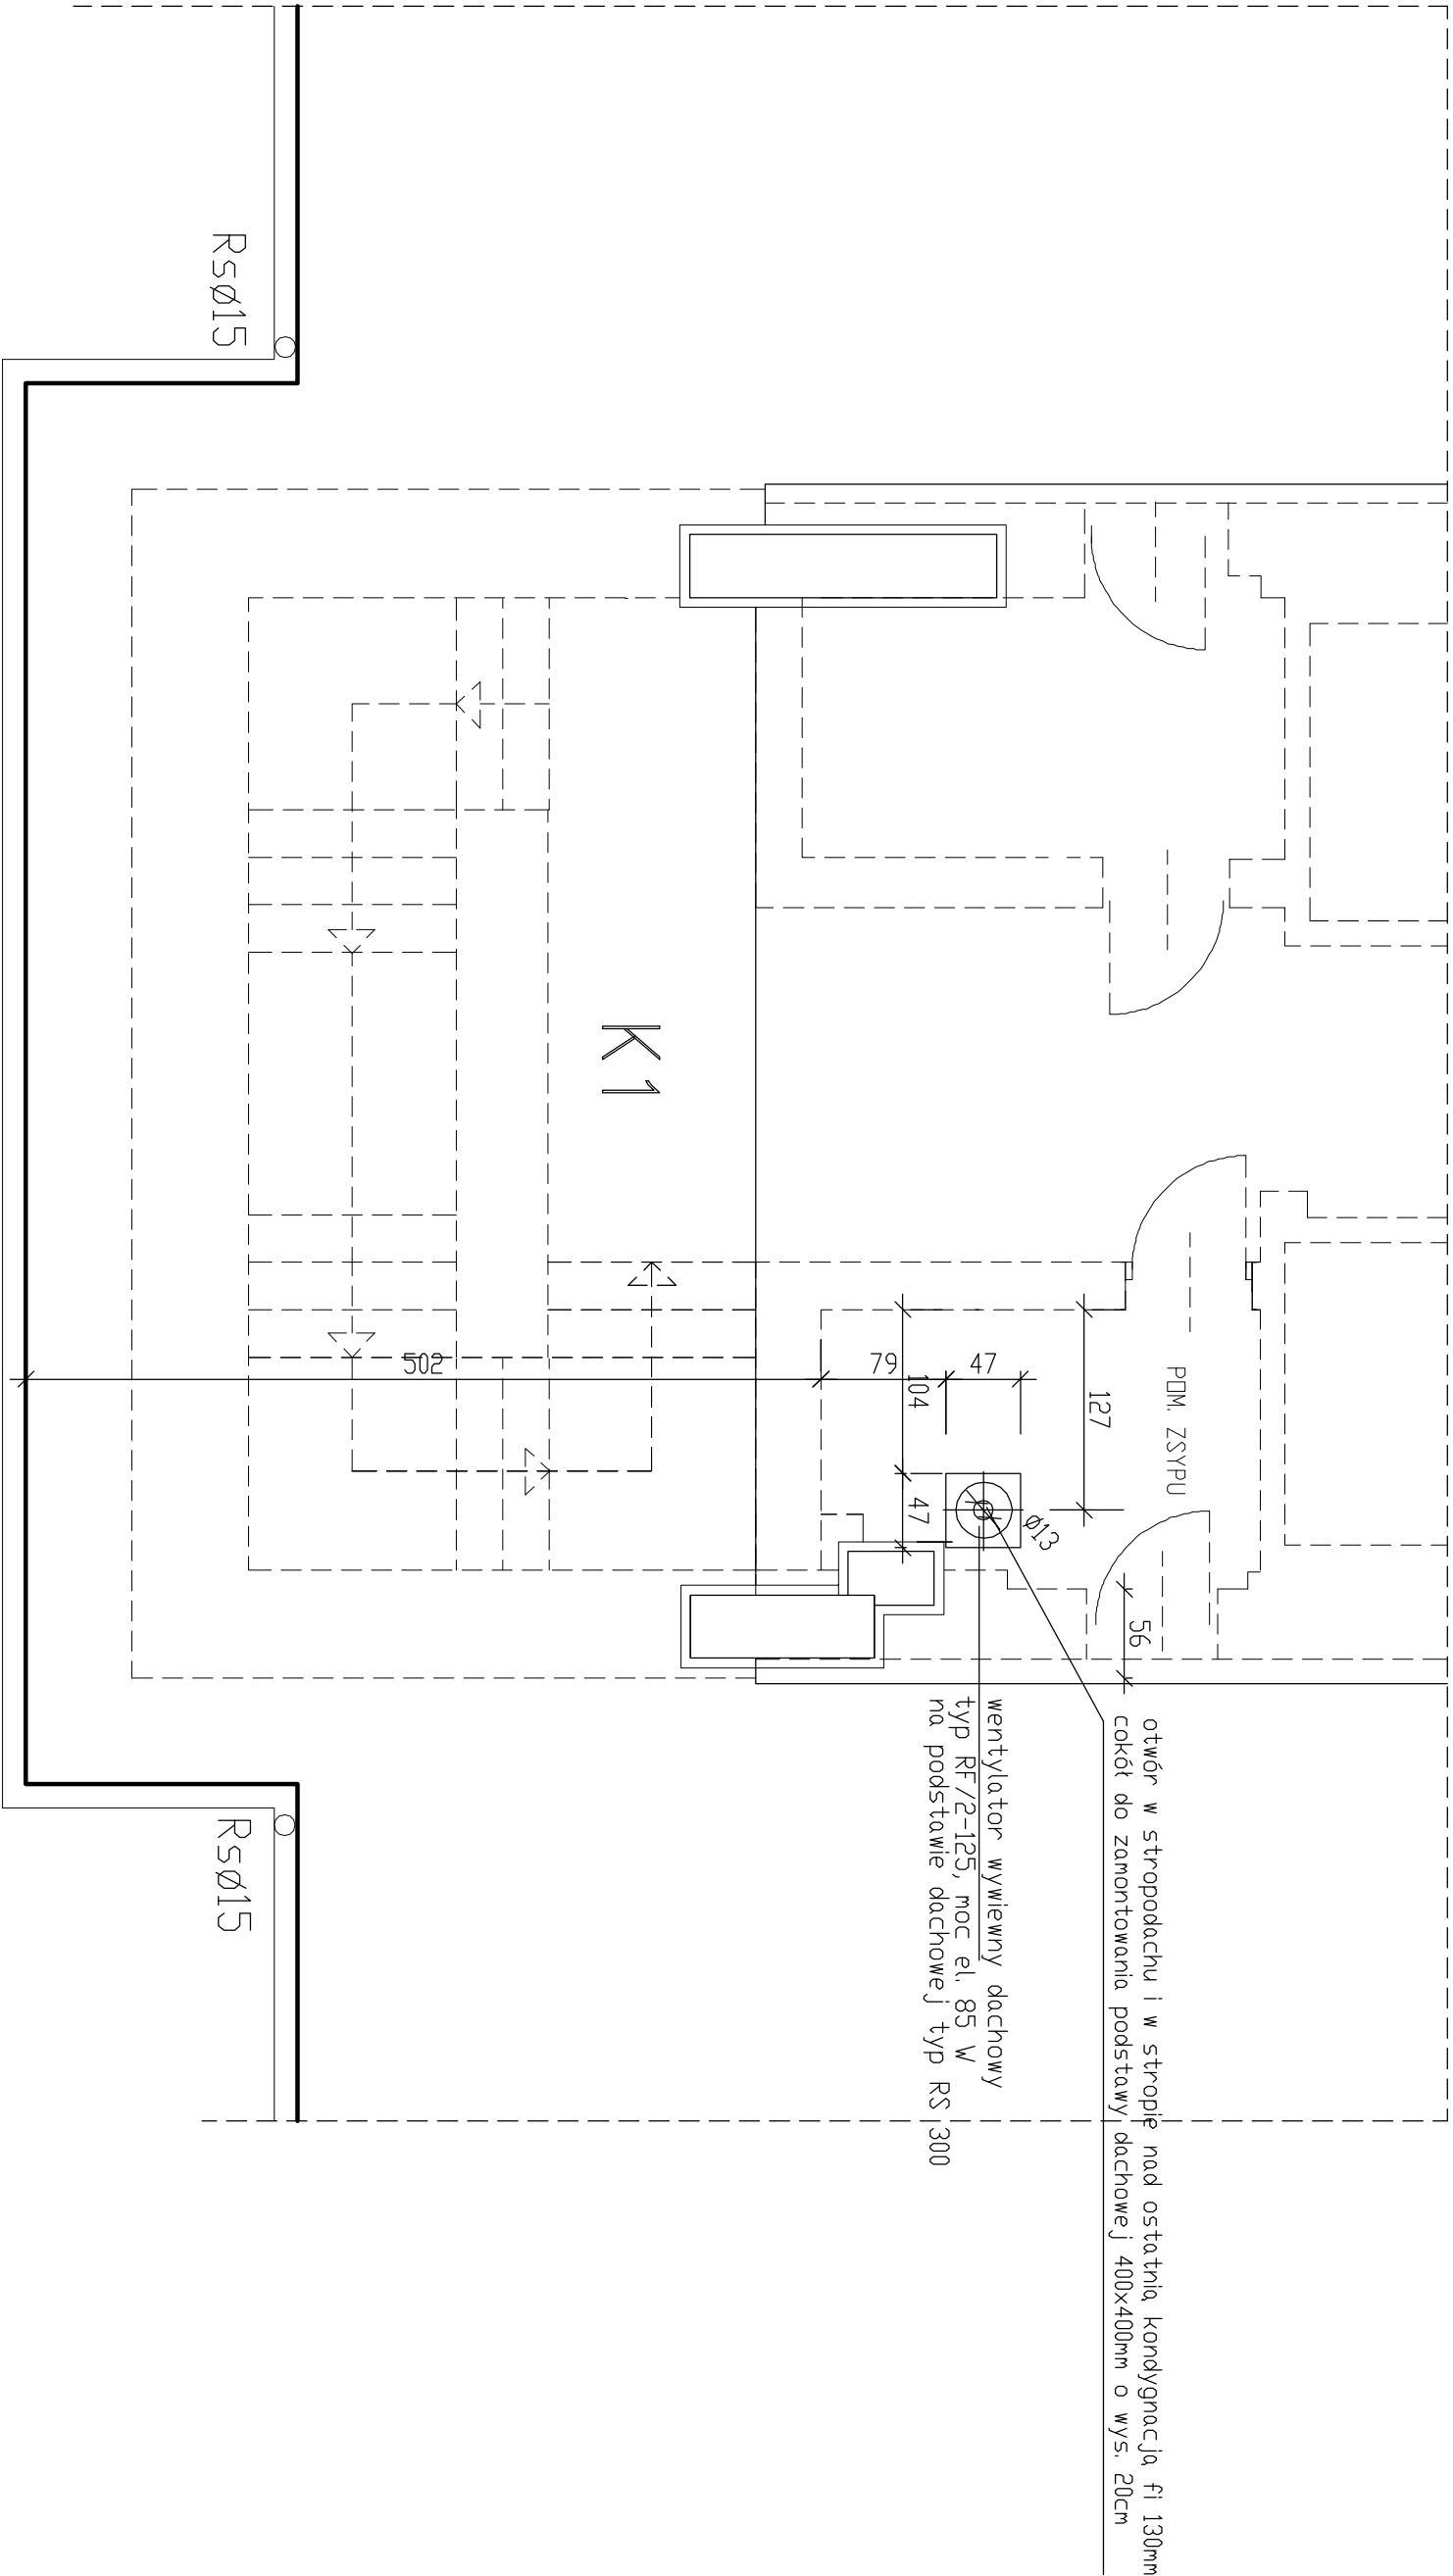 otwór w stropodachu i w stropie nad ostatnią kondygnacją fi 130mm
cokół do zamontowania podstawy dachowej 400x400mm o wys. 20cm
POM. ZSYPU
127
56
Ø13
wentylator wywiewny dachowy
typ RF/2-125, moc el. 85 W
na podstawie dachowej typ RS 300
47
104
47
79
502
K1
Rsø15
Rsø15